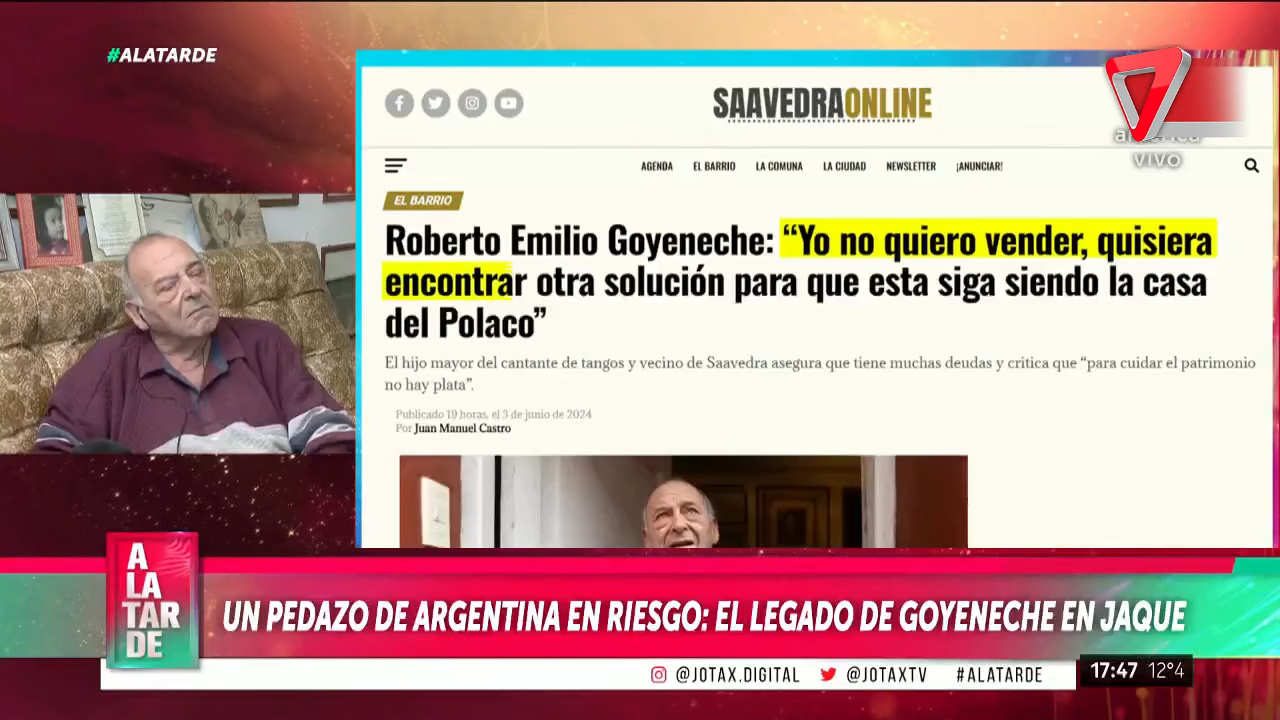 #ALATARDE
SAAVEDRAONLINE
américa
VIVO
AGENDA EL BARRIO LA COMUNA LA CIUDAD NEWSLETTER ¡ANUNCIAR!
EL BARRIO
Roberto Emilio Goyeneche: “Yo no quiero vender, quisiera
encontrar otra solución para que esta siga siendo la casa
del Polaco”
El hijo mayor del cantante de tangos y vecino de Saavedra asegura que tiene muchas deudas y critica que “para cuidar el patrimonio
no hay plata”.
Publicado 19 horas, el 3 de junio de 2024
Por Juan Manuel Castro
A
LA
TAR
DE
UN PEDAZO DE ARGENTINA EN RIESGO: EL LEGADO DE GOYENECHE EN JAQUE
@JOTAX.DIGITAL @JOTAXTV #ALATARDE
17:47 12°4